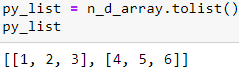 py_list = n_d_array.tolist()
py_list
[[1, 2, 3], [4, 5, 6]]